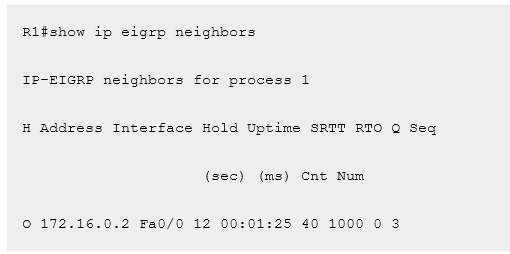 R1#show ip eigrp neighbors
IP-EIGRP neighbors for process 1
H Address Interface Hold Uptime SRTT RTO Q Seq
(sec) (ms) Cnt Num
O 172.16.0.2 Fa0/0 12 00:01:25 40 1000 0 3